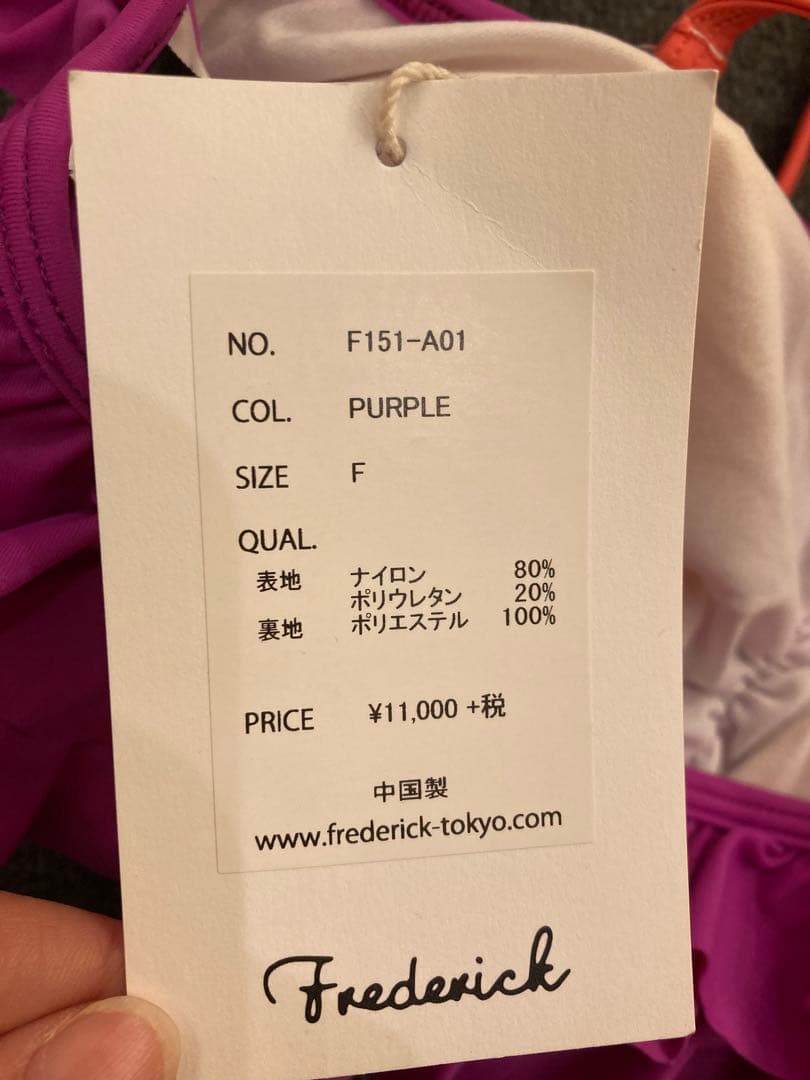 NO. F151-A01
COL. PURPLE
SIZE F
QUAL.
表地 ナイロン 80%
ポリウレタン 20%
裏地 ポリエステル 100%
PRICE ¥11,000 +税
中国製
www.frederick-tokyo.com
Frederick